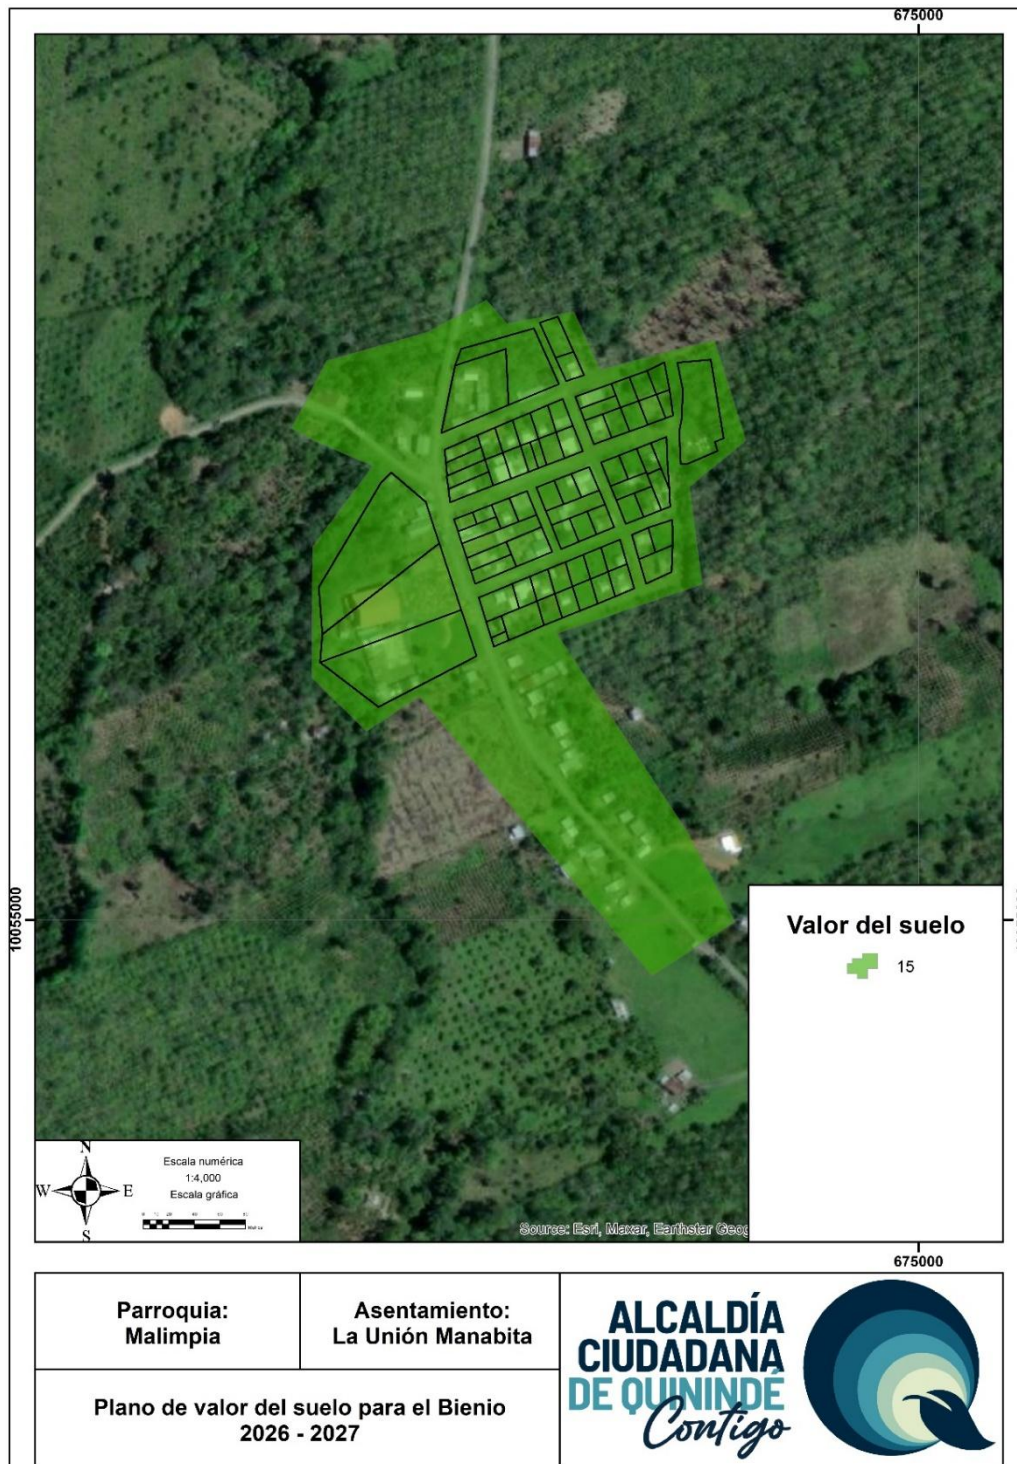 675000
10055000
Valor del suelo
15
N
W E
S
Escala numérica
1:4,000
Escala gráfica
Source: Esri, Maxar, Earthstar
675000
Parroquia:
Malimpia
Asentamiento:
La Unión Manabita
Plano de valor del suelo para el Bienio
2026 - 2027
ALCALDÍA
CIUDADANA
DE QUININDÉ
Contigo